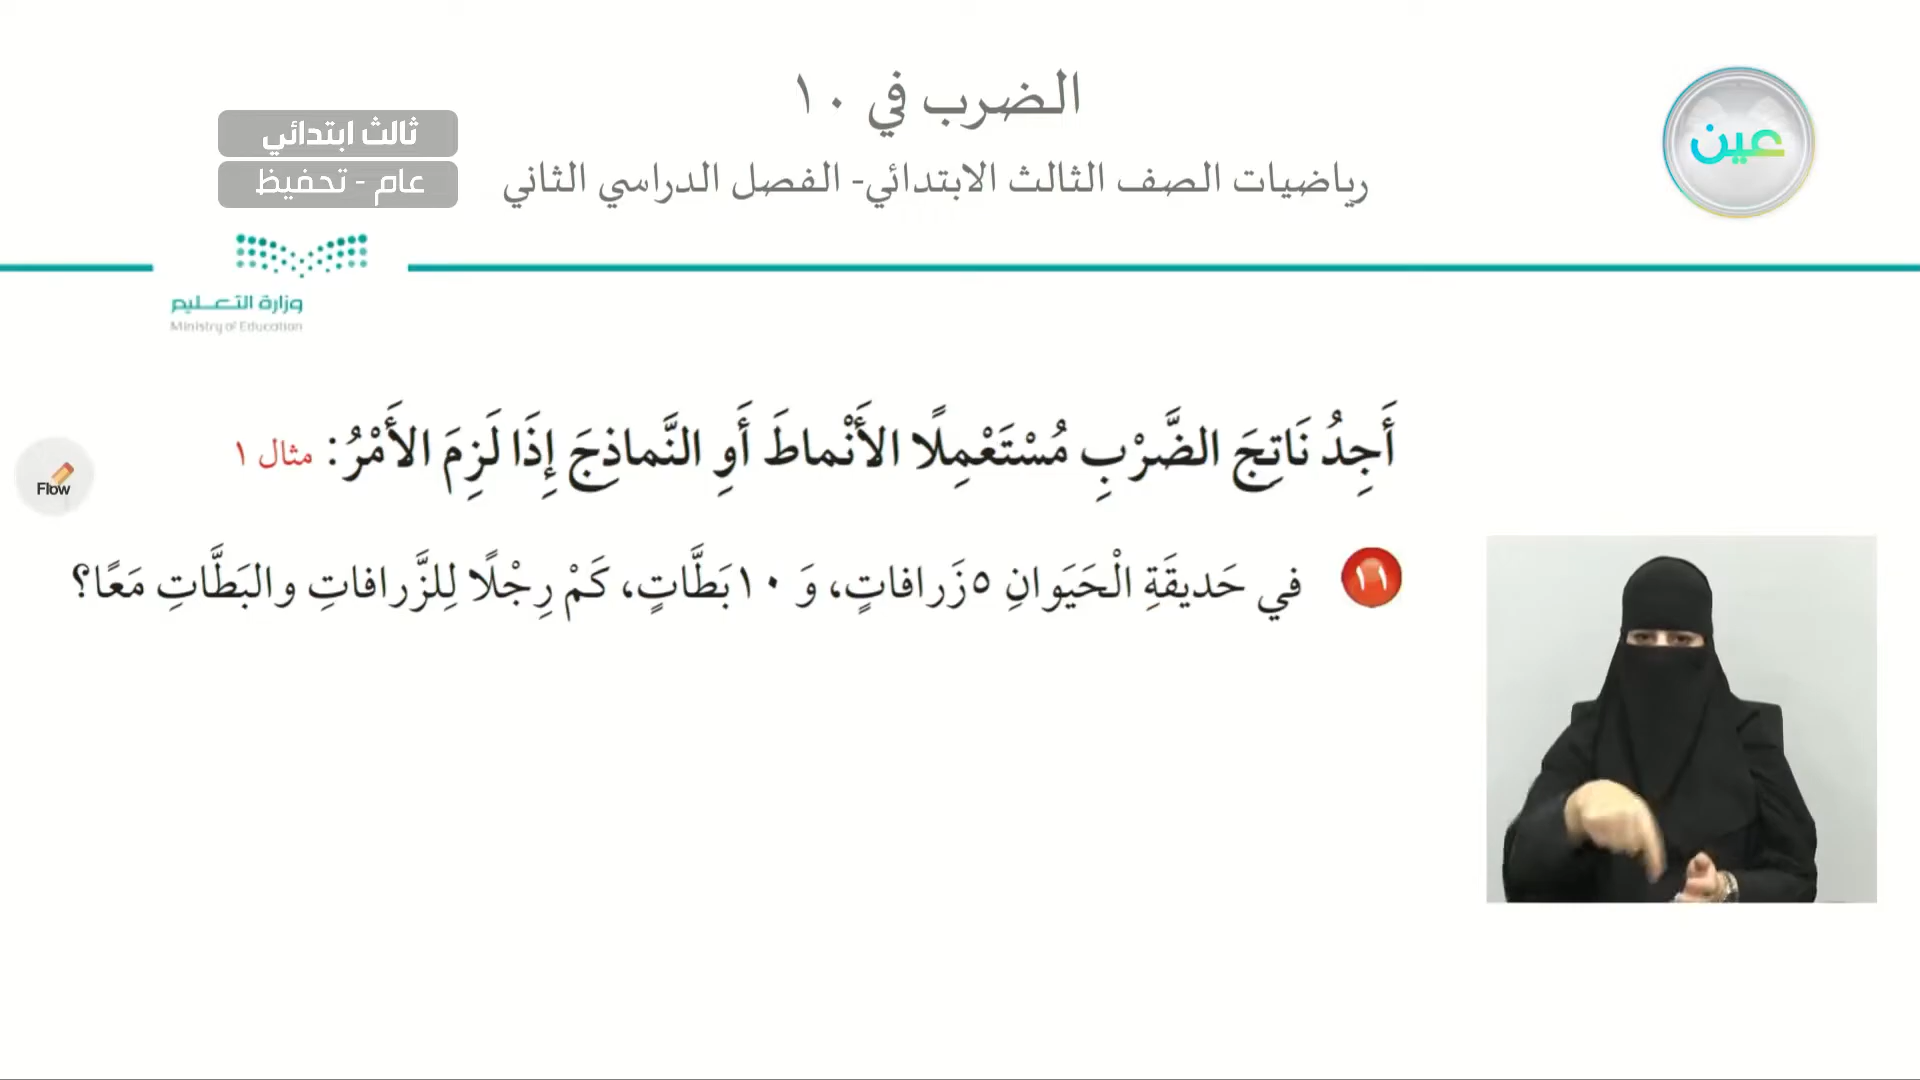 الضرب في ١٠
عين
ثالث ابتدائي
عام - تحفيظ
رياضيات الصف الثالث الابتدائي- الفصل الدراسي الثاني
وزارة التعليم
Ministry of Education
أَجِدُ نَاتِجَ الضَّرْبِ مُسْتَعْمِلًا الأَنْماطَ أَوِ النَّماذِجَ إِذَا لَزِمَ الأَمْرُ: مثال ١
Flow
١١ في حَديقَةِ الْحَيَوانِ ٥ زَرافاتٍ، وَ ١٠ بَطَّاتٍ، كَمْ رِجْلًا لِلزَّرافاتِ والبَطَّاتِ مَعًا؟